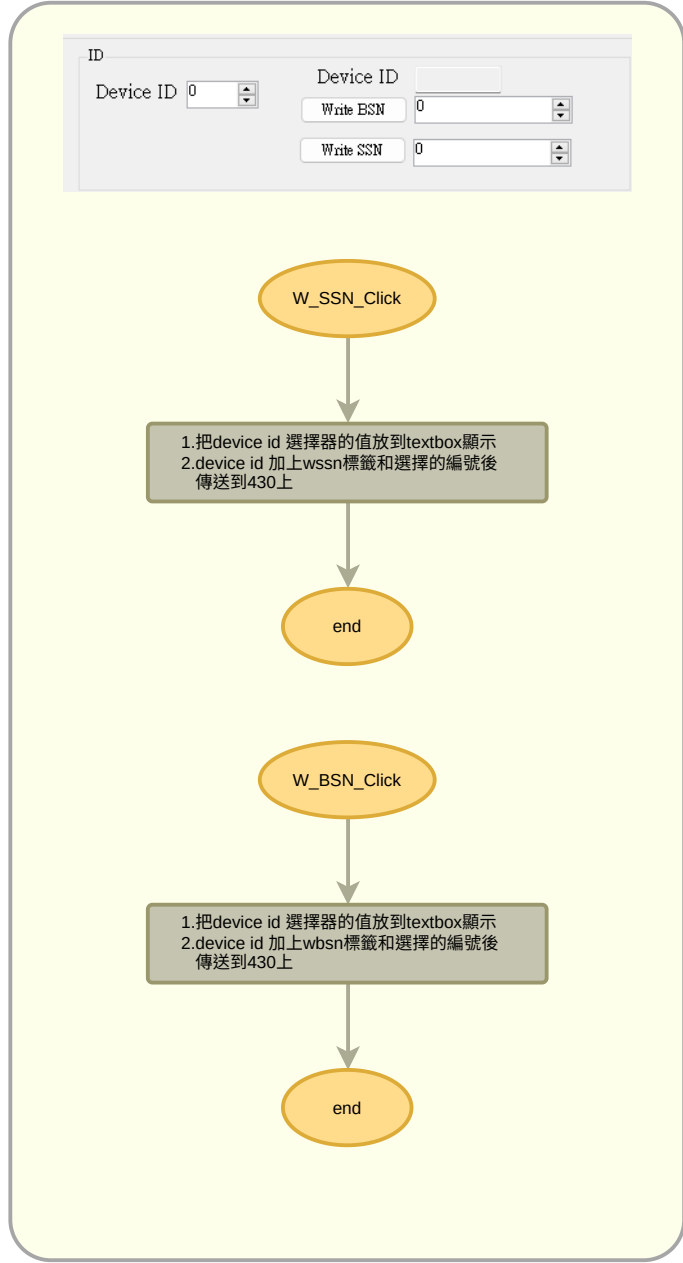 ID
Device ID 0
Device ID
Write BSN 0
Write SSN 0
W_SSN_Click
1.把device id 選擇器的值放到textbox顯示
2.device id 加上wssn標籤和選擇的編號後
傳送到430上
end
W_BSN_Click
1.把device id 選擇器的值放到textbox顯示
2.device id 加上wbsn標籤和選擇的編號後
傳送到430上
end